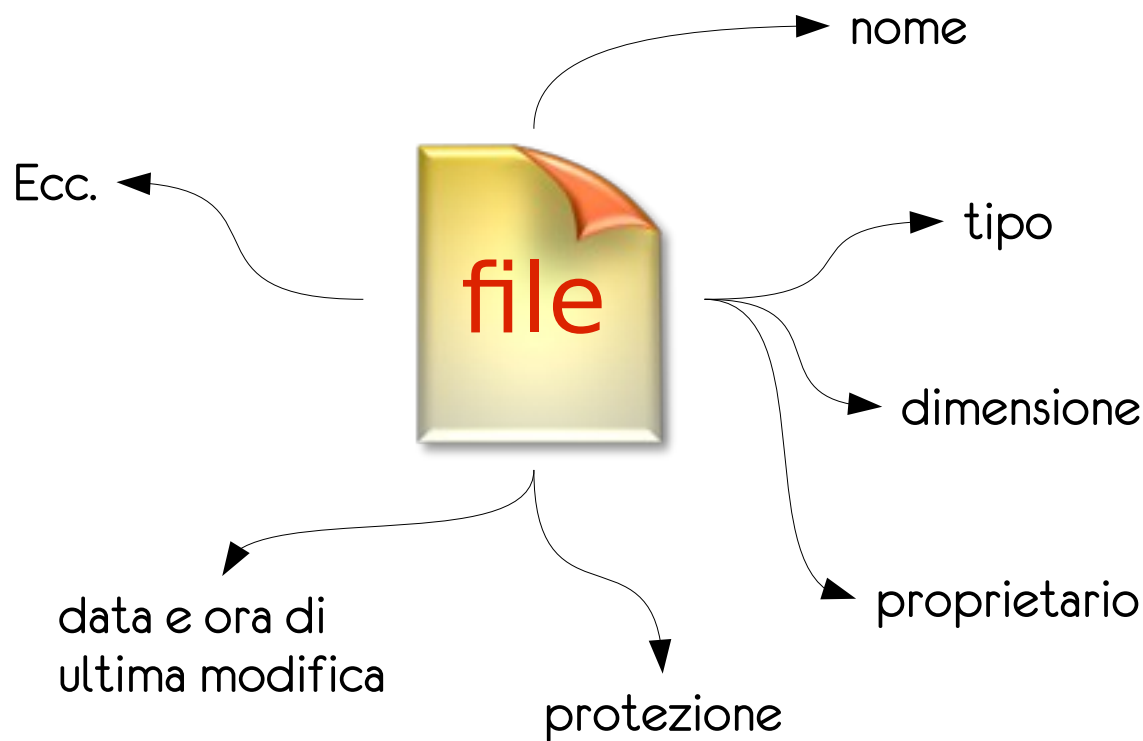 nome
Ecc.
tipo
file
dimensione
proprietario
data e ora di
ultima modifica
protezione